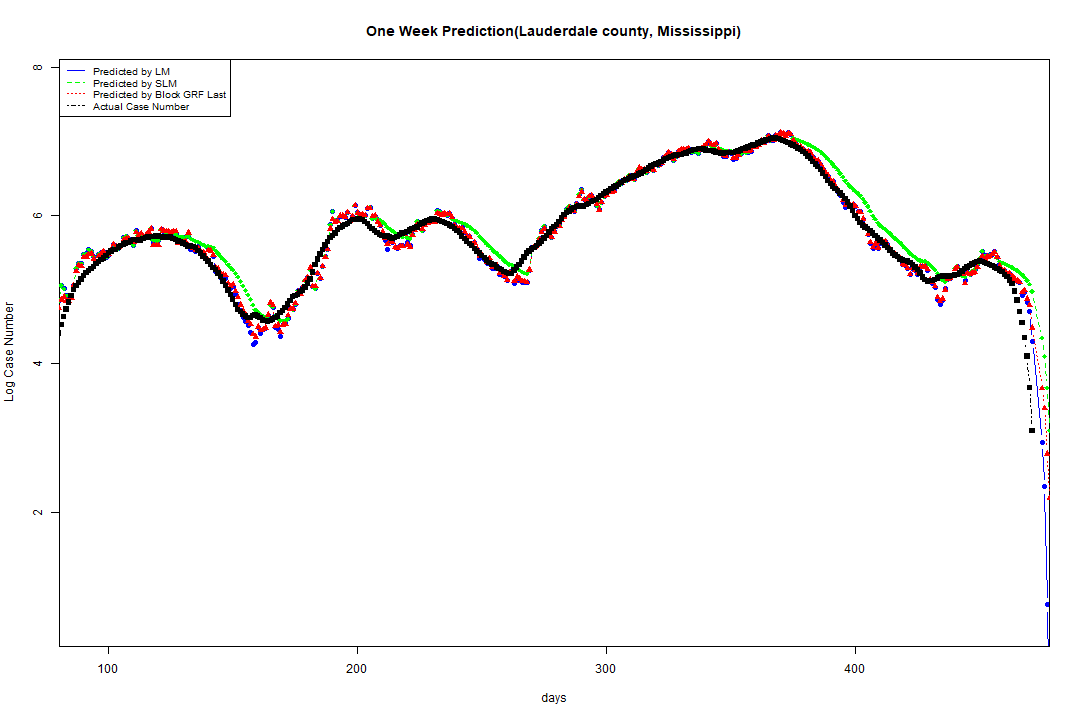 One Week Prediction(Lauderdale county, Mississippi)
Predicted by LM
Predicted by SLM
Predicted by Block GRF Last
Actual Case Number
8
6
4
2
Log Case Number
100 200 300 400
days